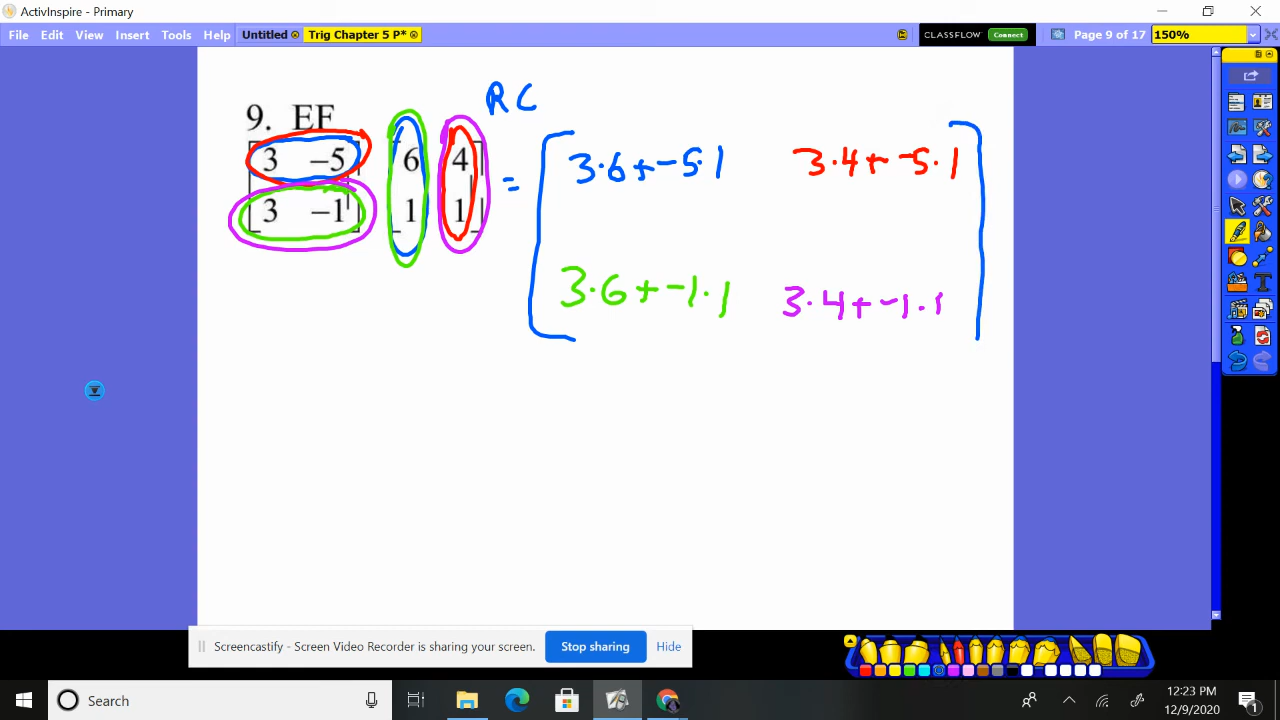 ActivInspire - Primary
File Edit View Insert Tools Help Untitled Trig Chapter 5 P* CLASSFLOW Connect Page 9 of 17 150%
R C
9. EF
3 -5 6 4 = 3·6+-5·1 3·4+-5·1
3 -1 1 1 3·6+-1·1 3·4+-1·1
Screencastify - Screen Video Recorder is sharing your screen. Stop sharing Hide
Search
12:23 PM
12/9/2020
1